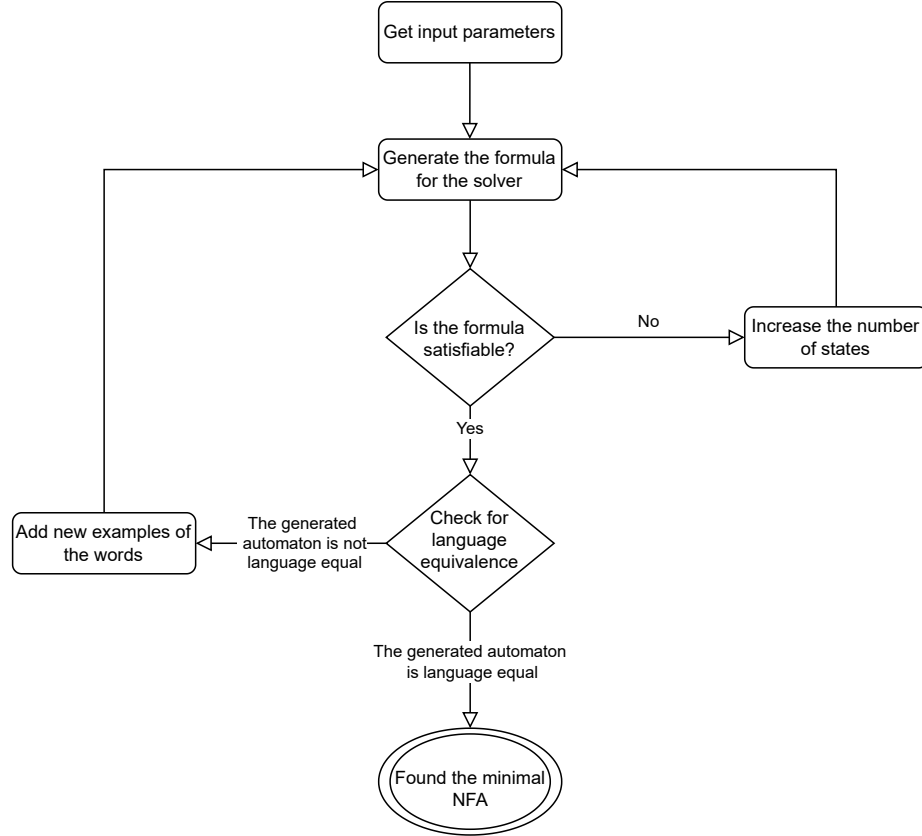 Get input parameters
Generate the formula
for the solver
Is the formula
satisfiable?
No
Increase the number
of states
Yes
Check for
language
equivalence
The generated
automaton is not
language equal
Add new examples of
the words
The generated automaton
is language equal
Found the minimal
NFA